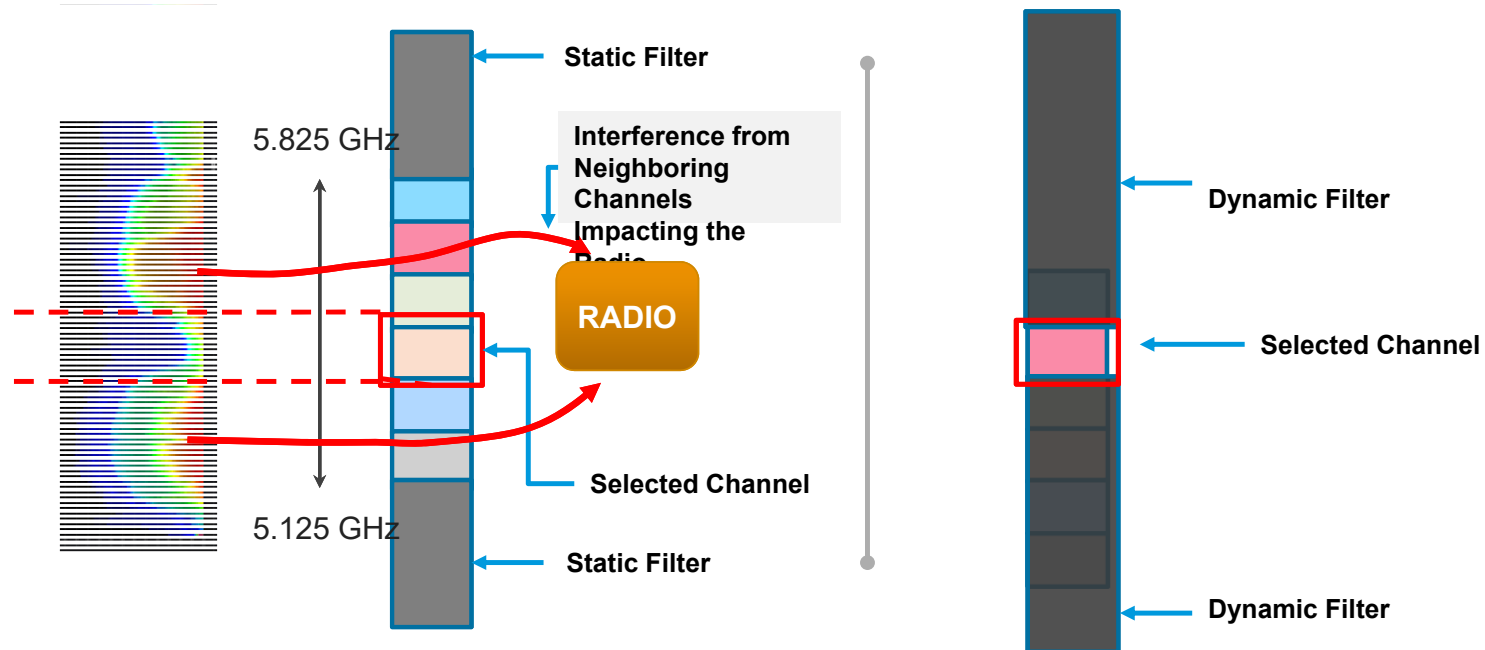 Static Filter
5.825 GHz
Interference from
Neighboring
Channels
Impacting the
Radio
RADIO
Selected Channel
5.125 GHz
Static Filter
Dynamic Filter
Selected Channel
Dynamic Filter